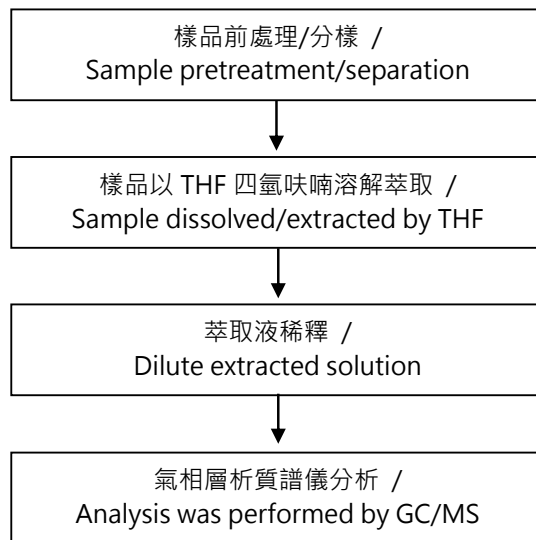 樣品前處理/分樣 /
Sample pretreatment/separation
樣品以 THF 四氫呋喃溶解萃取 /
Sample dissolved/extracted by THF
萃取液稀釋 /
Dilute extracted solution
氣相層析質譜儀分析 /
Analysis was performed by GC/MS